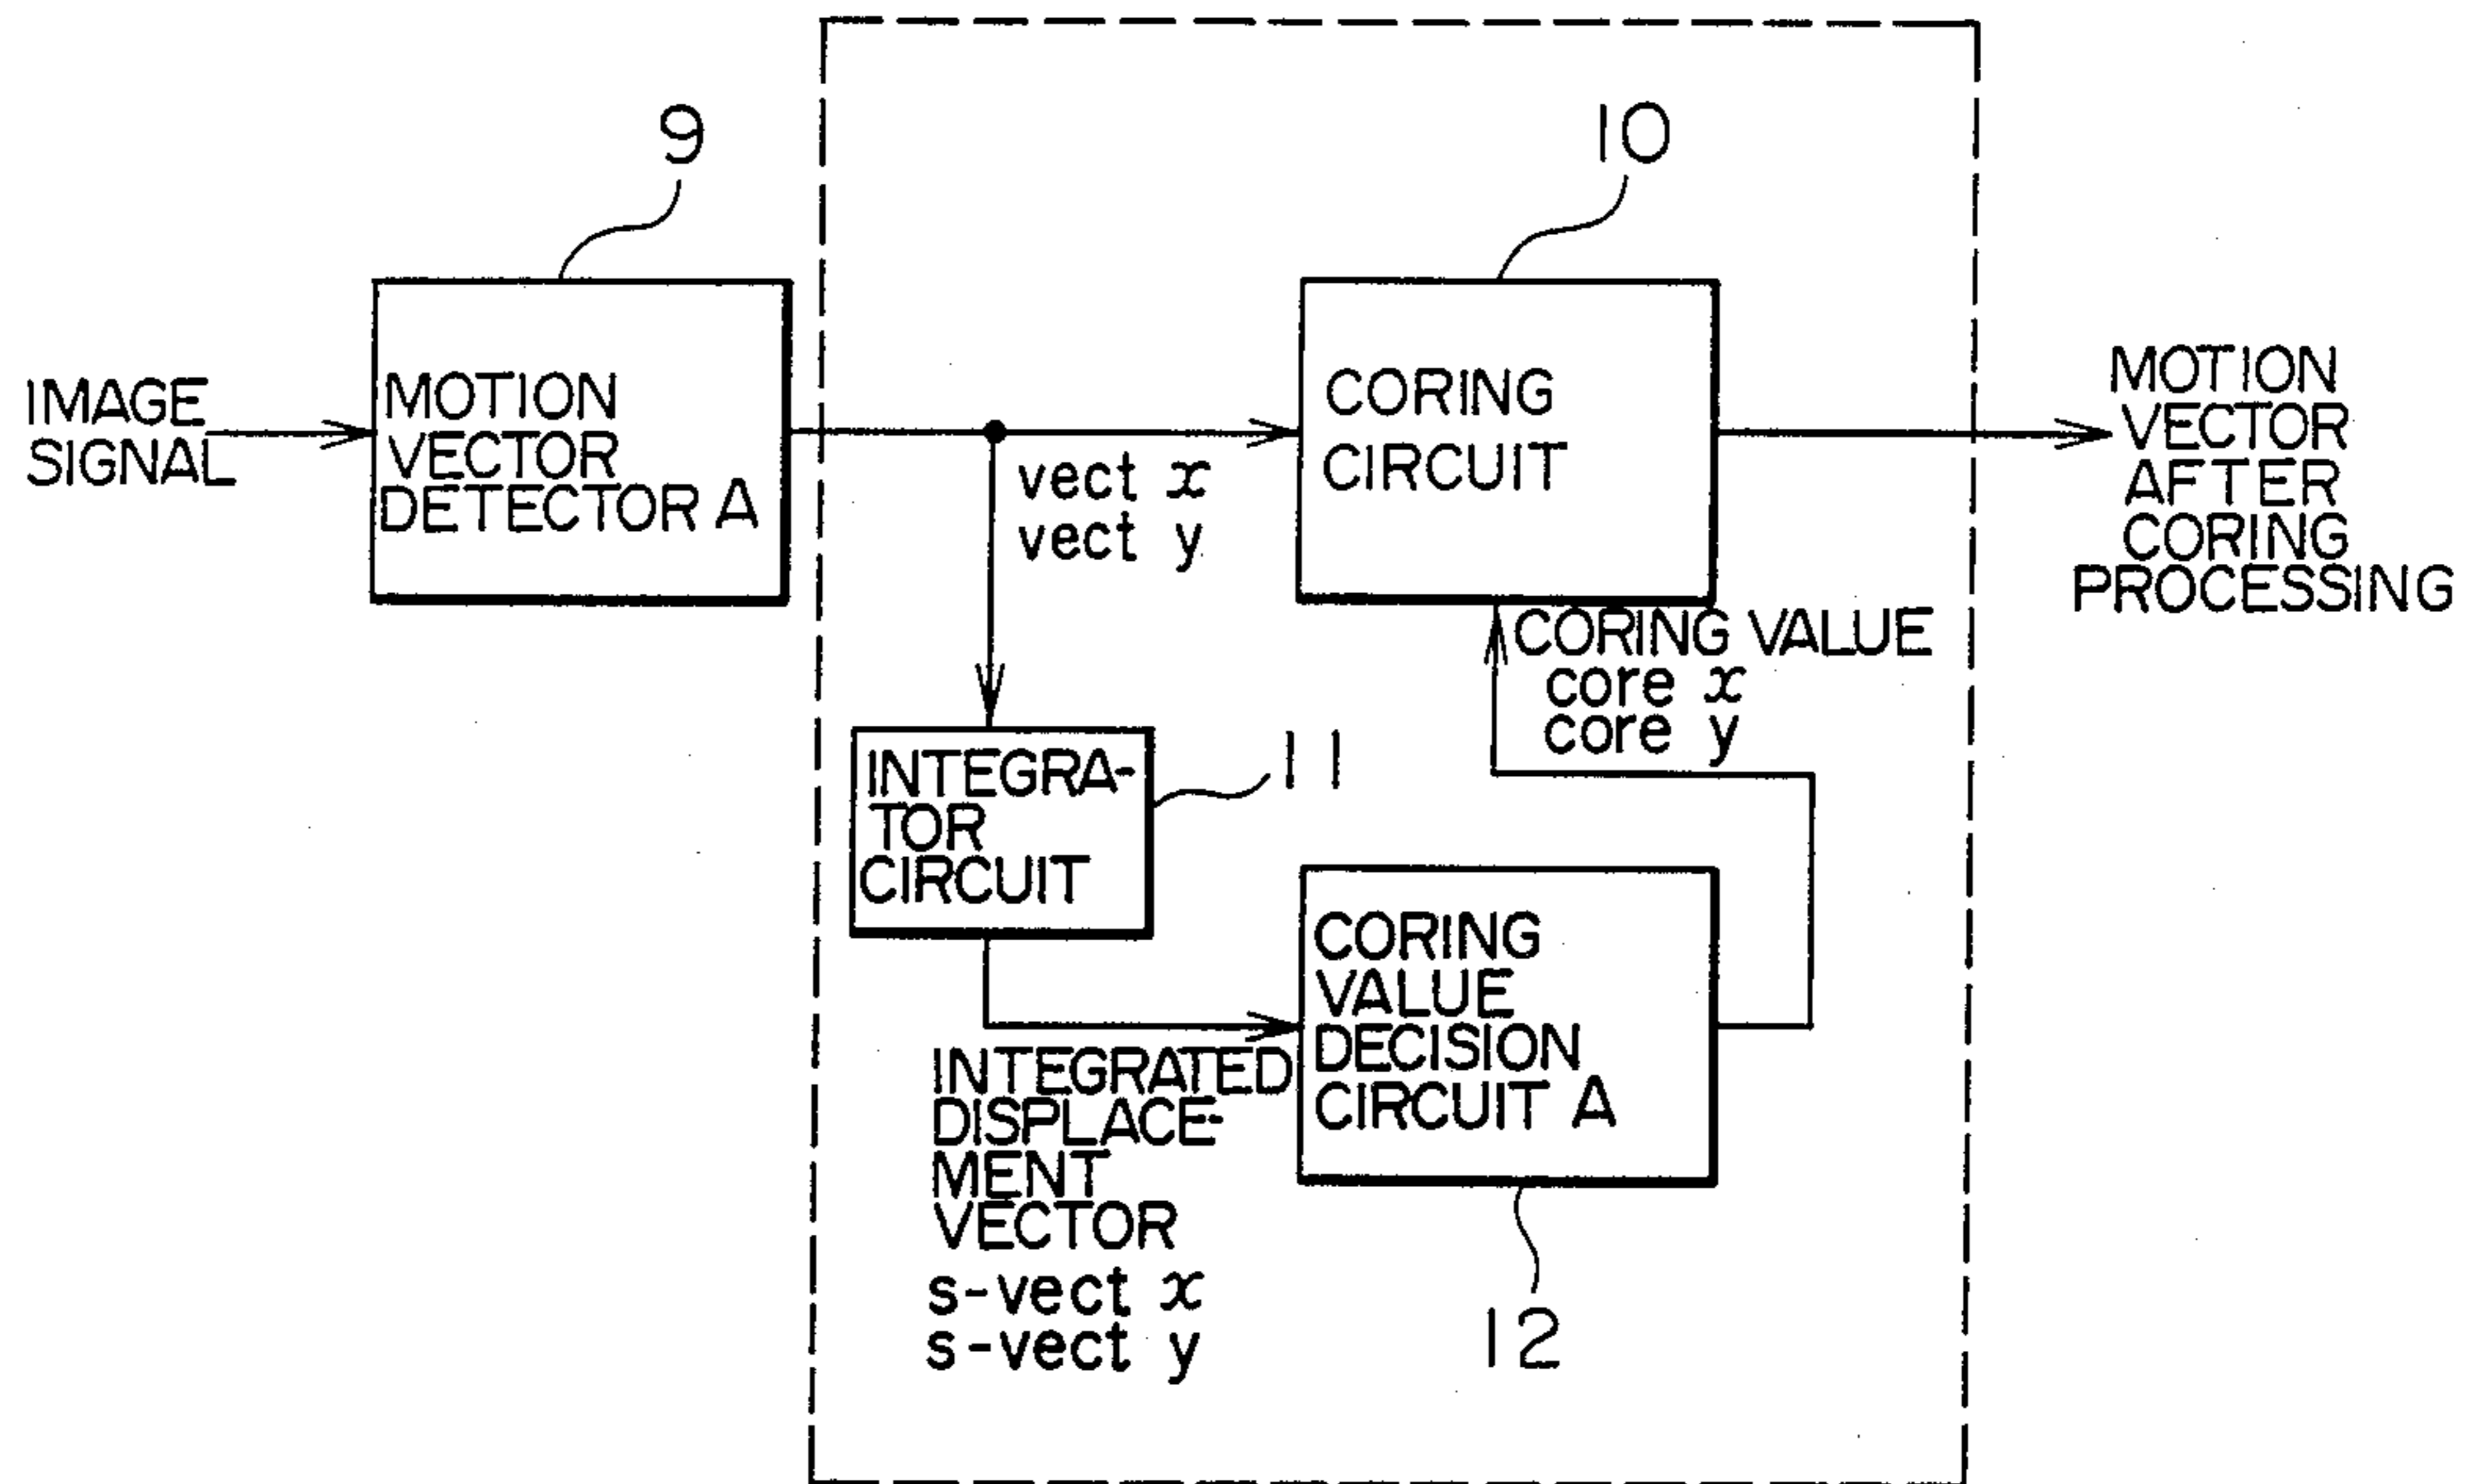 9
10
IMAGE
SIGNAL
MOTION
VECTOR
DETECTOR A
vect x
vect y
CORING
CIRCUIT
MOTION
VECTOR
AFTER
CORING
PROCESSING
CORING VALUE
core x
core y
INTEGRA-
TOR
CIRCUIT
11
CORING
VALUE
DECISION
CIRCUIT A
INTEGRATED
DISPLACE-
MENT
VECTOR
s-vect x
s-vect y
12